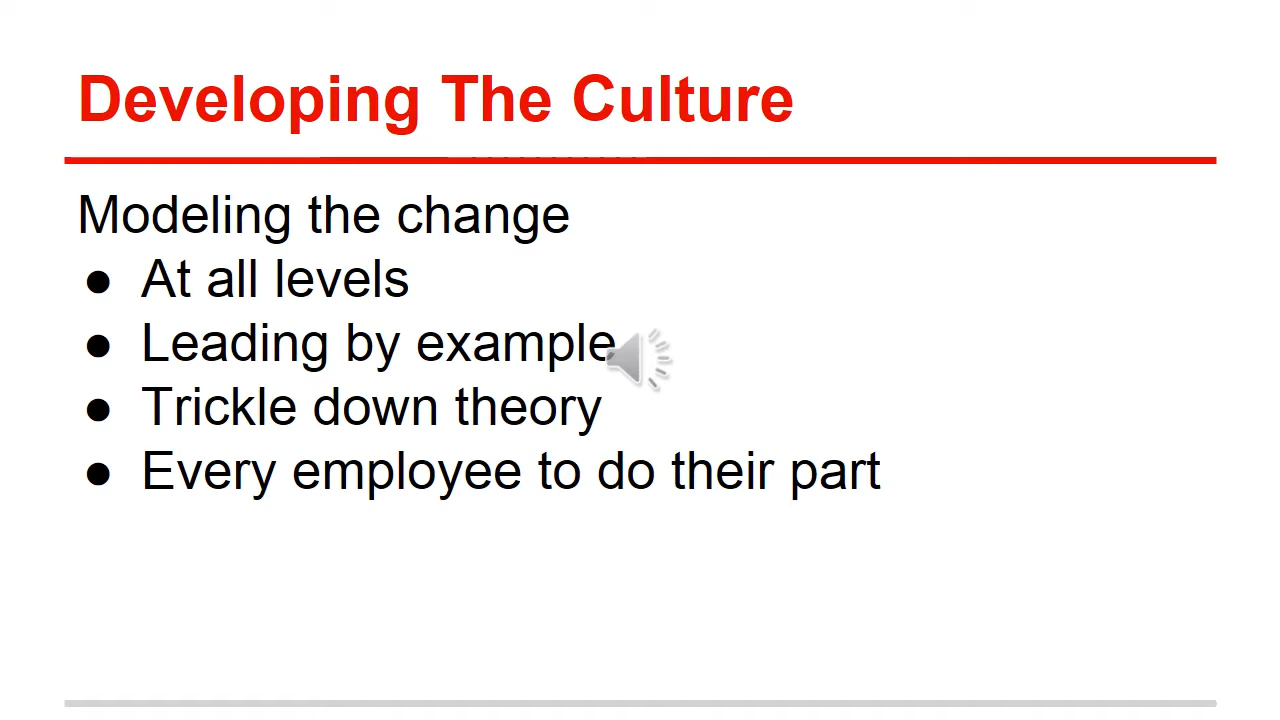 Developing The Culture
Modeling the change
● At all levels
● Leading by example
● Trickle down theory
● Every employee to do their part